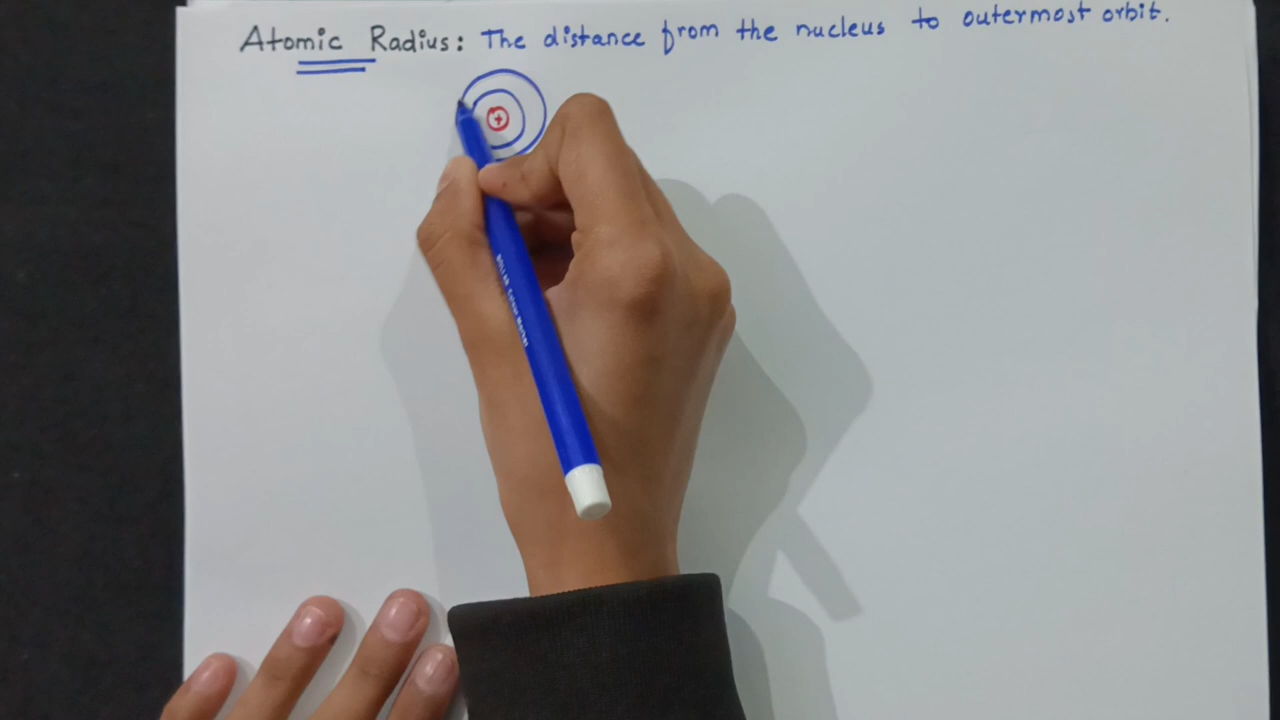 Atomic Radius: The distance from the nucleus to outermost orbit.
+